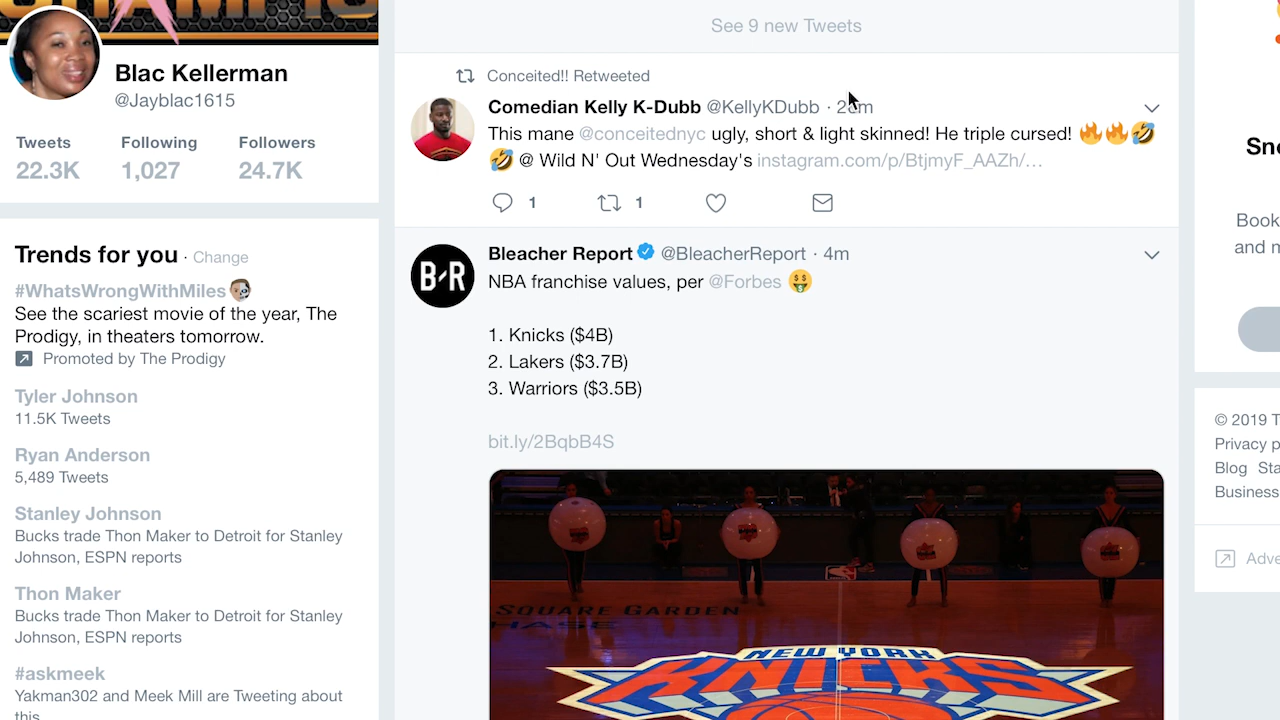 Blac Kellerman
@Jayblac1615
Tweets Following Followers
22.3K 1,027 24.7K
Trends for you · Change
#WhatsWrongWithMiles
See the scariest movie of the year, The
Prodigy, in theaters tomorrow.
Promoted by The Prodigy
Tyler Johnson
11.5K Tweets
Ryan Anderson
5,489 Tweets
Stanley Johnson
Bucks trade Thon Maker to Detroit for Stanley
Johnson, ESPN reports
Thon Maker
Bucks trade Thon Maker to Detroit for Stanley
Johnson, ESPN reports
#askmeek
Yakman302 and Meek Mill are Tweeting about
this
See 9 new Tweets
Conceited!! Retweeted
Comedian Kelly K-Dubb @KellyKDubb ·
This mane @conceitednyc ugly, short & light skinned! He triple cursed! 🔥🔥🤣
🤣 @ Wild N' Out Wednesday's instagram.com/p/BtjmyF_AAZh/…
1 1
B/R
Bleacher Report @BleacherReport · 4m
NBA franchise values, per @Forbes 🤑
1. Knicks ($4B)
2. Lakers ($3.7B)
3. Warriors ($3.5B)
bit.ly/2BqbB4S
SQUARE GARDEN
HASE
NEW YORK
KNICKS
Book
and
© 2019 T
Privacy p
Blog Sta
Business
Adve